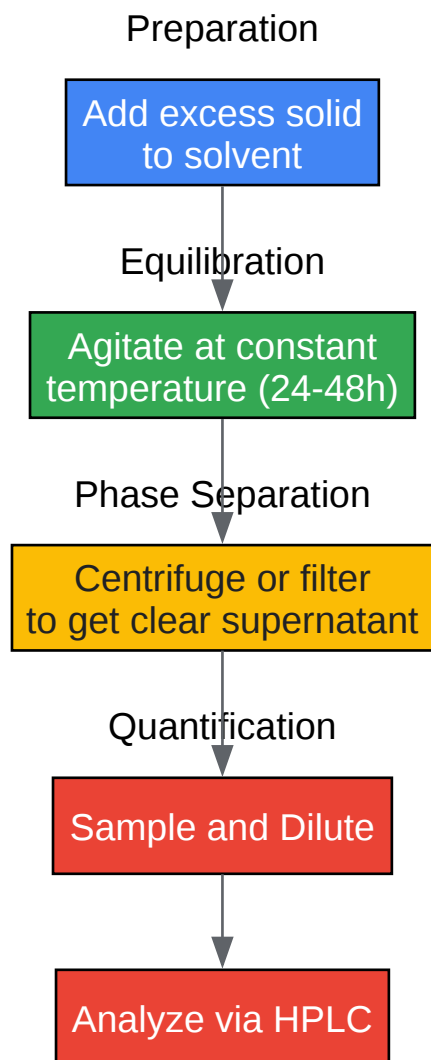 Preparation
Add excess solid
to solvent
Equilibration
Agitate at constant
temperature (24-48h)
Phase Separation
Centrifuge or filter
to get clear supernatant
Quantification
Sample and Dilute
Analyze via HPLC